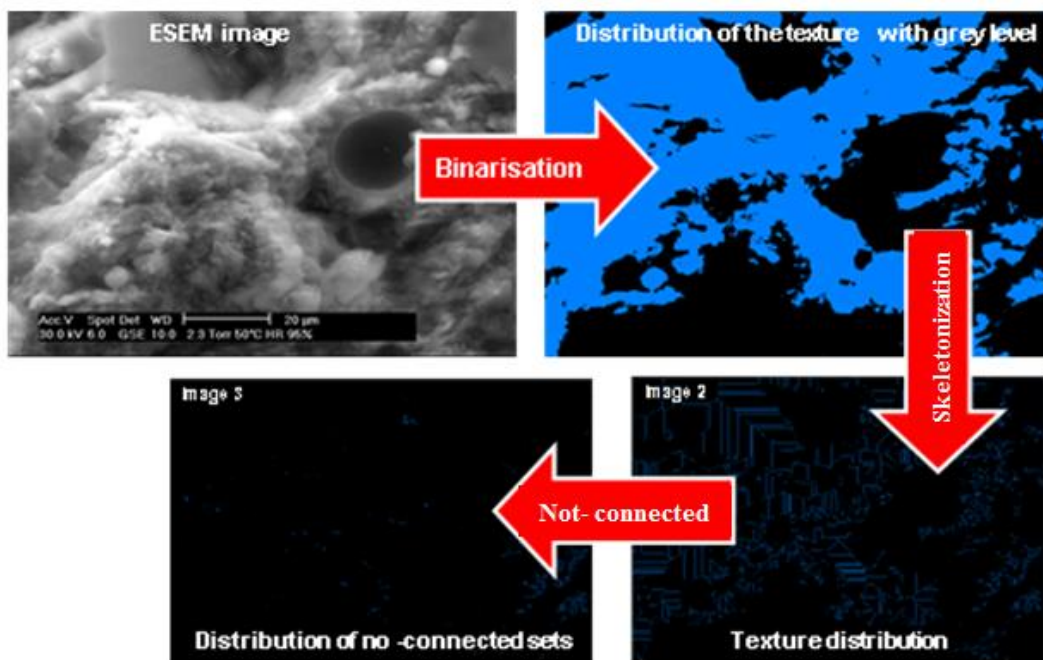 ESEM image
Distribution of the texture with grey level
Binarisation
Acc.V Spot Det WD 20 µm
30.0 kV 6.0 GSE 10.0 2.3 Torr 50°C HR 95%
Skeletonization
Image 3
Image 2
Not- connected
Distribution of no -connected sets
Texture distribution